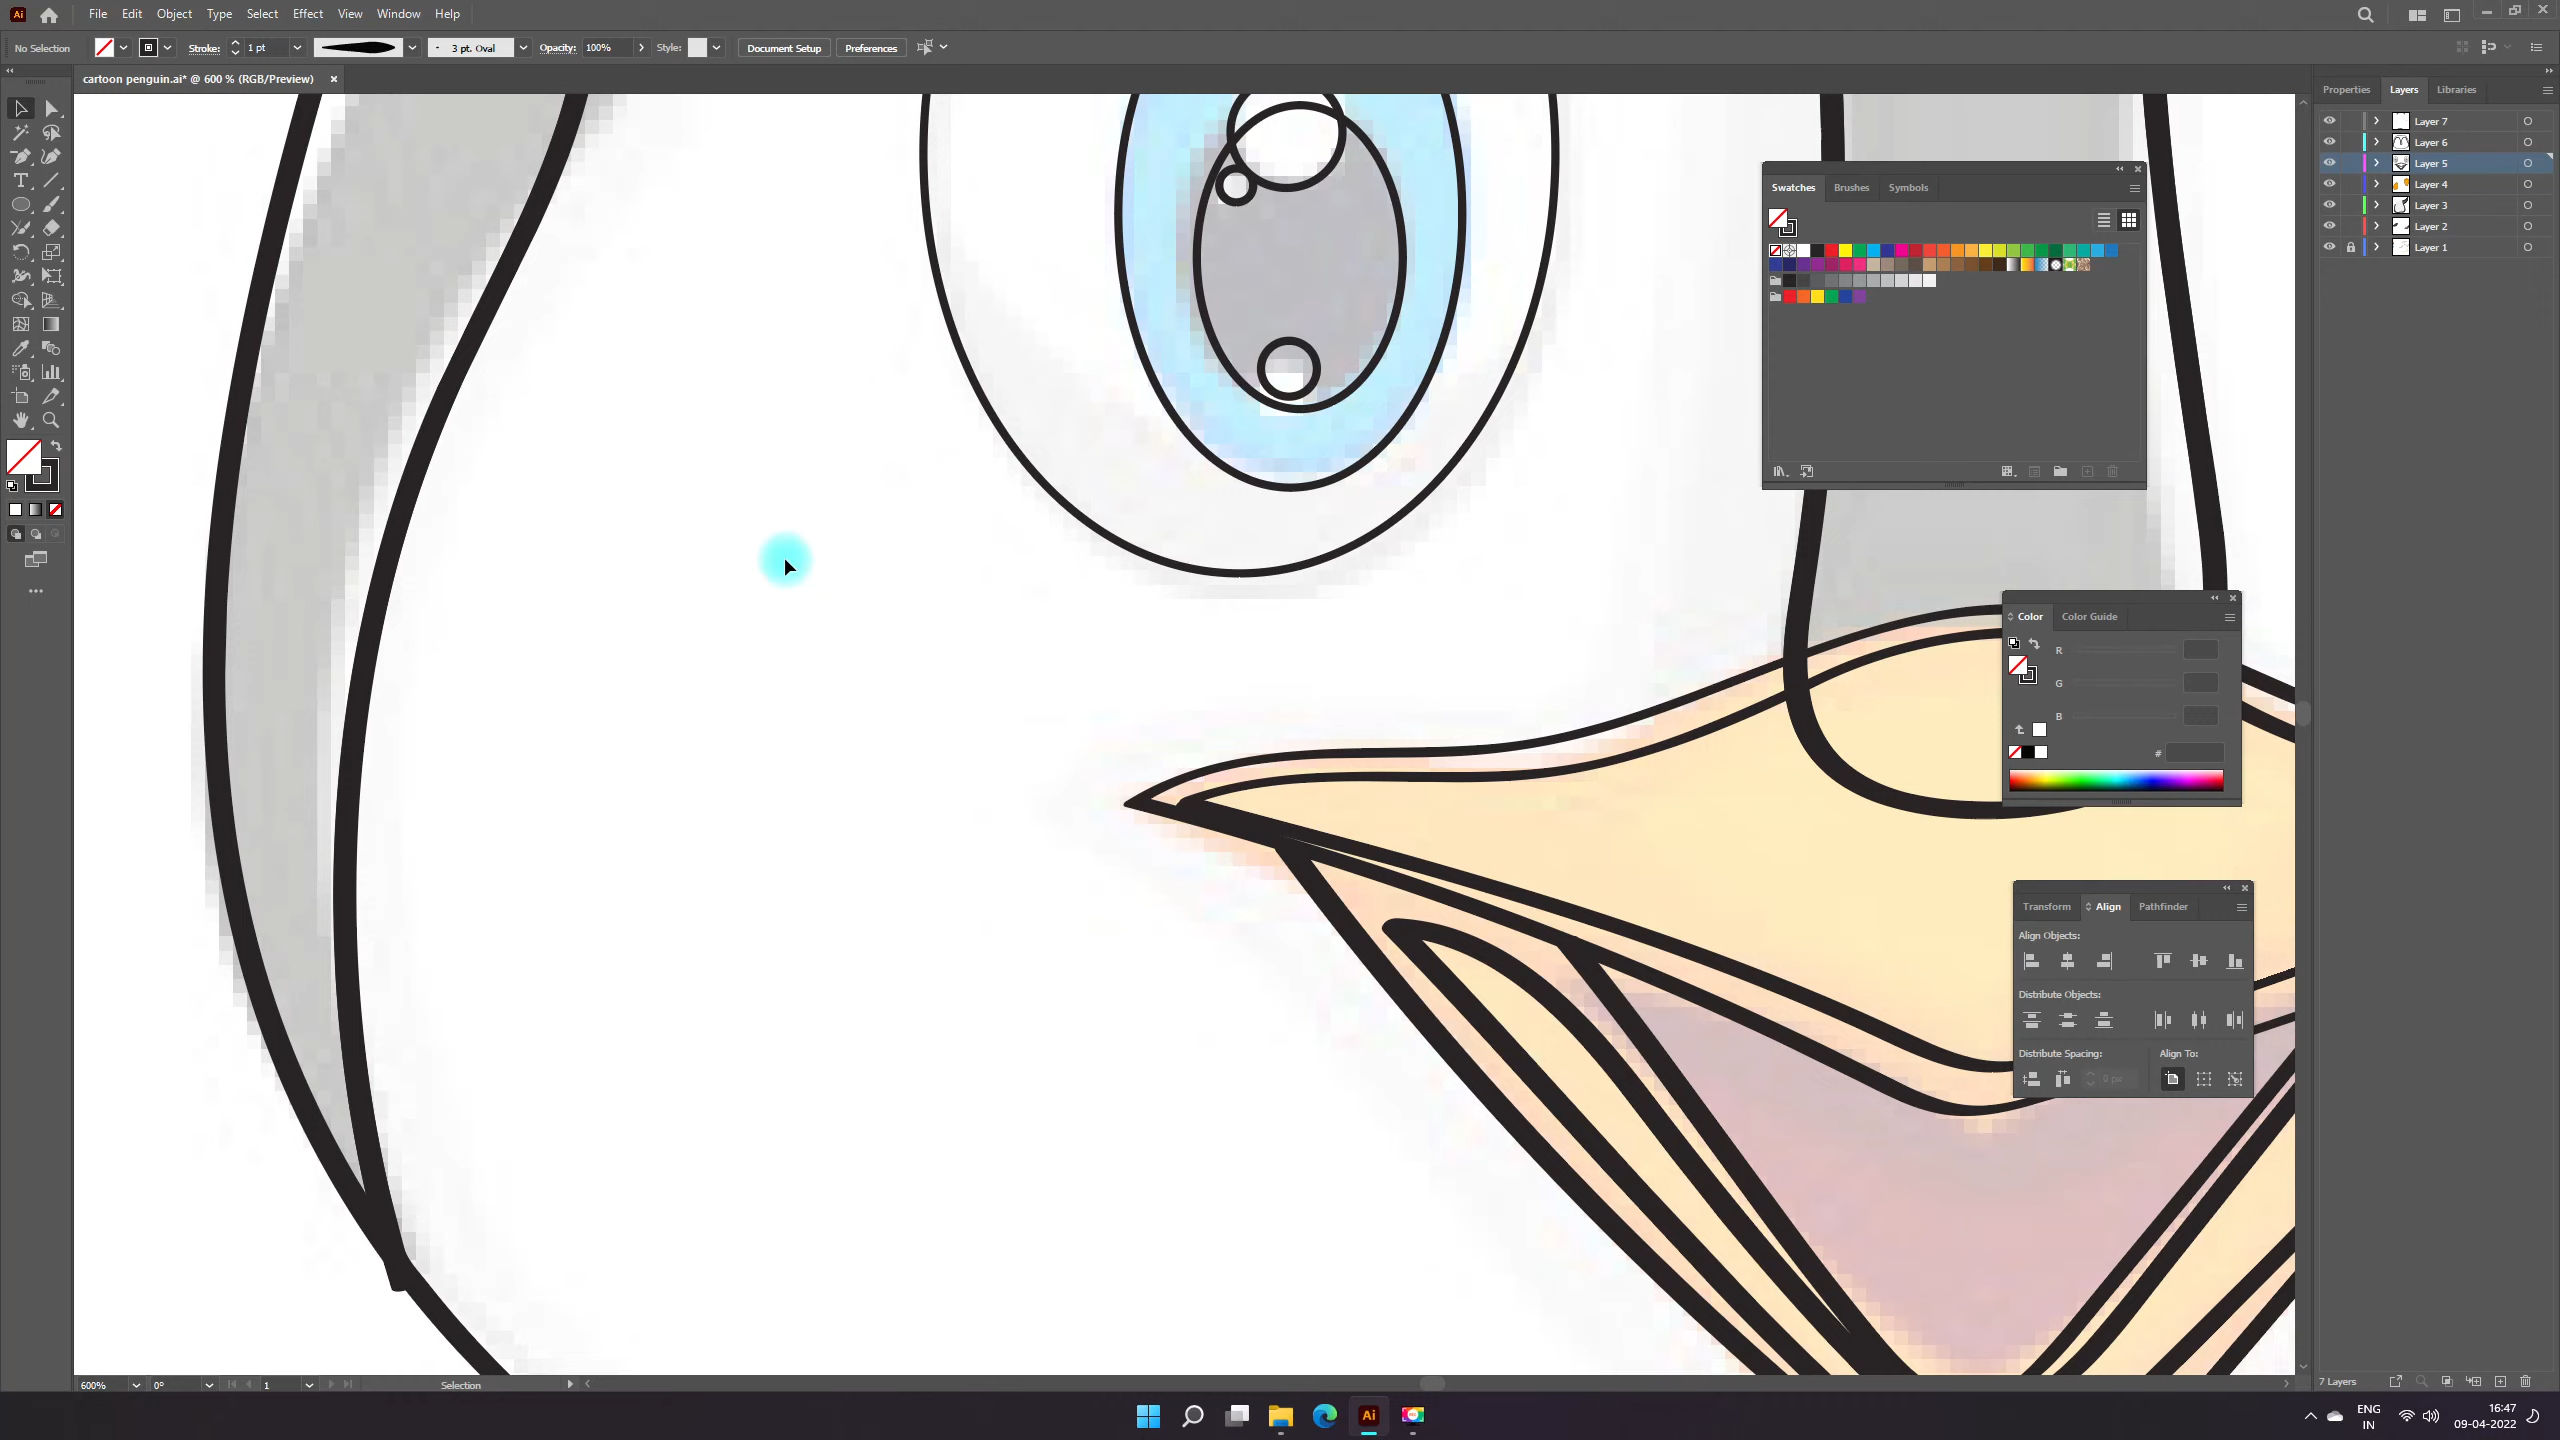 Ai File Edit Object Type Select Effect View Window Help
No Selection Stroke: 1 pt 3 pt. Oval Opacity: 100% Style: Document Setup Preferences
cartoon penguin.ai* @ 600 % (RGB/Preview)
Properties Layers Libraries
Layer 7
Layer 6
Layer 5
Layer 4
Layer 3
Layer 2
Layer 1
Swatches Brushes Symbols
Color Color Guide
R
G
B
#
Transform Align Pathfinder
Align Objects:
Distribute Objects:
Distribute Spacing: Align To:
0 px
600% 0° 1 Selection
7 Layers
Ai
ENG
IN
16:47
09-04-2022